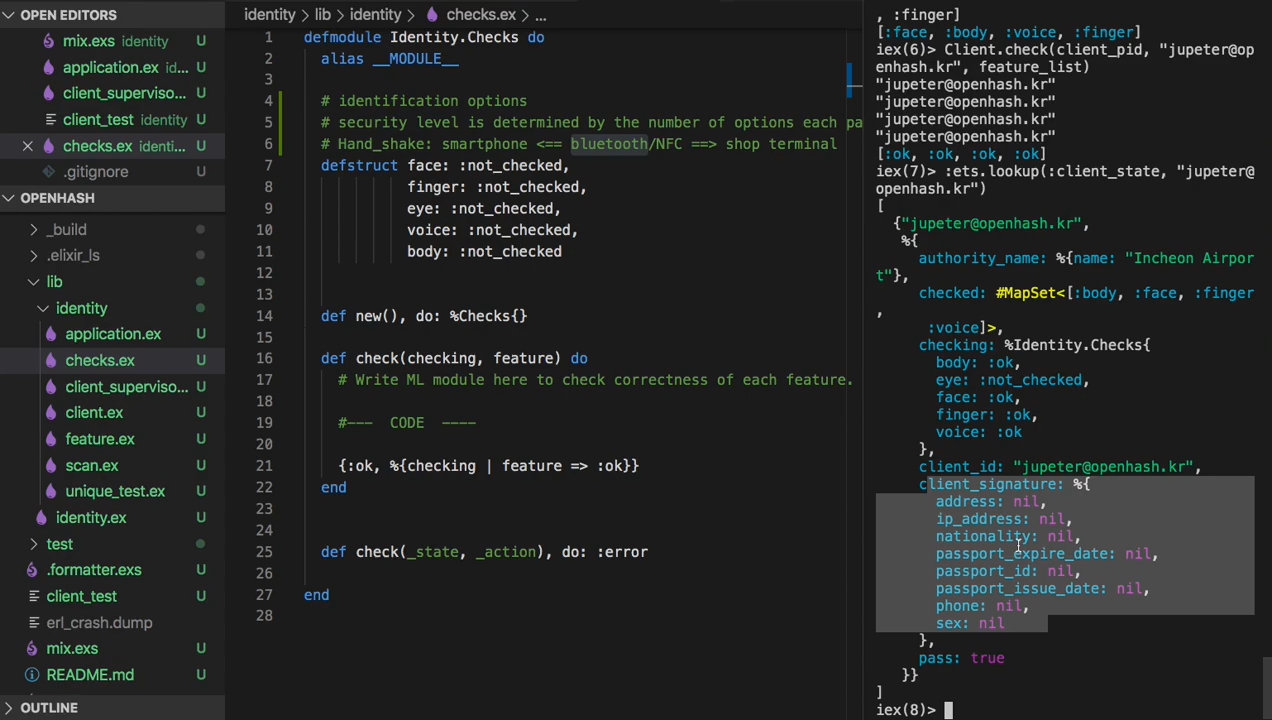 OPEN EDITORS
mix.exs identity U
application.ex id... U
client_superviso... U
client_test identity U
checks.ex identi... U
.gitignore
OPENHASH
_build
.elixir_ls
lib
identity
application.ex U
checks.ex U
client_superviso... U
client.ex U
feature.ex U
scan.ex U
unique_test.ex U
identity.ex U
test
.formatter.exs U
client_test U
erl_crash.dump
mix.exs U
README.md U
OUTLINE
identity > lib > identity > checks.ex > ...
1 defmodule Identity.Checks do
2 alias __MODULE__
3
4 # identification options
5 # security level is determined by the number of options each pa
6 # Hand_shake: smartphone <== bluetooth/NFC ==> shop terminal
7 defstruct face: :not_checked,
8 finger: :not_checked,
9 eye: :not_checked,
10 voice: :not_checked,
11 body: :not_checked
12
13
14 def new(), do: %Checks{}
15
16 def check(checking, feature) do
17 # Write ML module here to check correctness of each feature.
18
19 #--- CODE ----
20
21 {:ok, %{checking | feature => :ok}}
22 end
23
24
25 def check(_state, _action), do: :error
26
27 end
28
, :finger]
[:face, :body, :voice, :finger]
iex(6)> Client.check(client_pid, "jupeter@op
enhash.kr", feature_list)
"jupeter@openhash.kr"
"jupeter@openhash.kr"
"jupeter@openhash.kr"
"jupeter@openhash.kr"
[:ok, :ok, :ok, :ok]
iex(7)> :ets.lookup(:client_state, "jupeter@
openhash.kr")
[
{"jupeter@openhash.kr",
%{
authority_name: %{name: "Incheon Airpor
t"},
checked: #MapSet<[:body, :face, :finger
,
:voice]>,
checking: %Identity.Checks{
body: :ok,
eye: :not_checked,
face: :ok,
finger: :ok,
voice: :ok
},
client_id: "jupeter@openhash.kr",
client_signature: %{
address: nil,
ip_address: nil,
nationality: nil,
passport_expire_date: nil,
passport_id: nil,
passport_issue_date: nil,
phone: nil,
sex: nil
},
pass: true
}}
]
iex(8)>